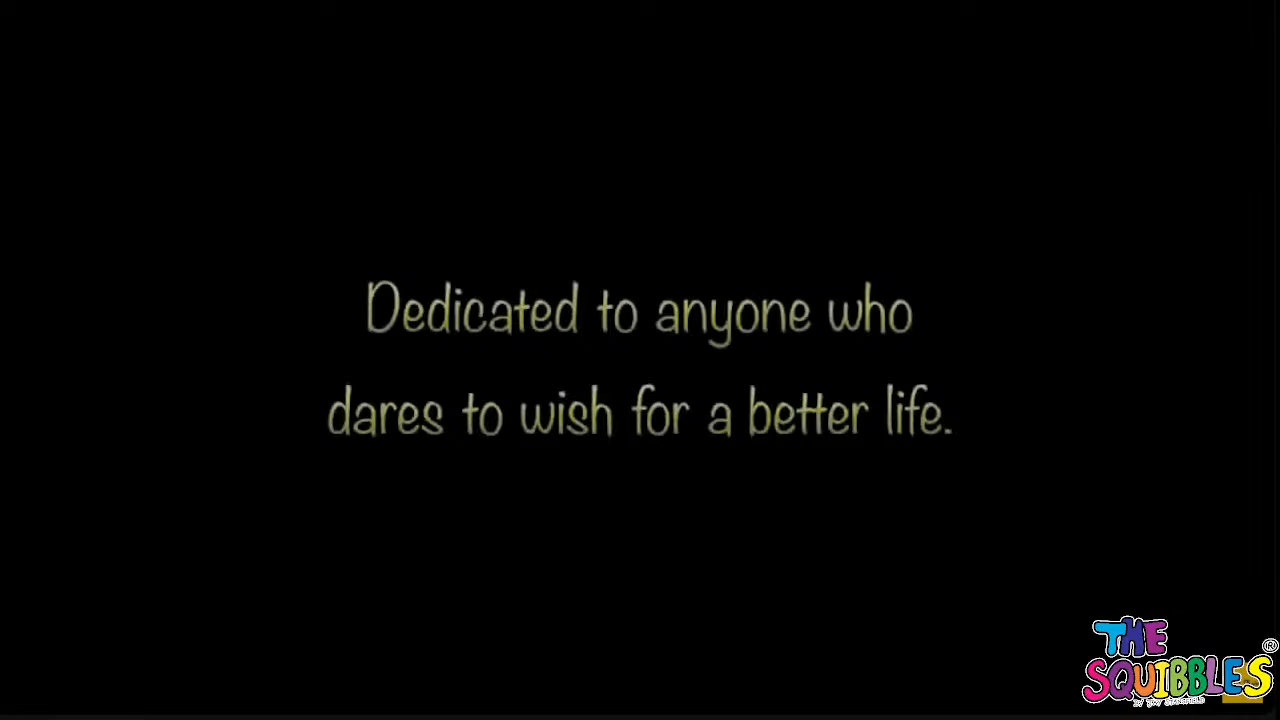 Dedicated to anyone who
dares to wish for a better life.
THE
SQUIBBLES®